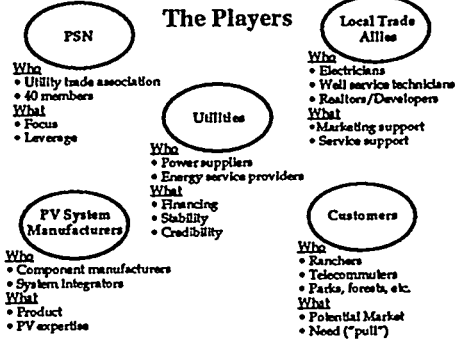 The Players
PSN
Who
• Utility trade association
• 40 members
What
• Focus
• Leverage
Local Trade
Allies
Who
• Electricians
• Well service technicians
• Realtors/Developers
What
• Marketing support
• Service support
Utilities
Who
• Power suppliers
• Energy service providers
What
• Financing
• Stability
• Credibility
PV System
Manufacturers
Who
• Component manufacturers
• System integrators
What
• Product
• PV expertise
Customers
Who
• Ranchers
• Telecommuters
• Parks, forests, etc.
What
• Potential Market
• Need ("pull")